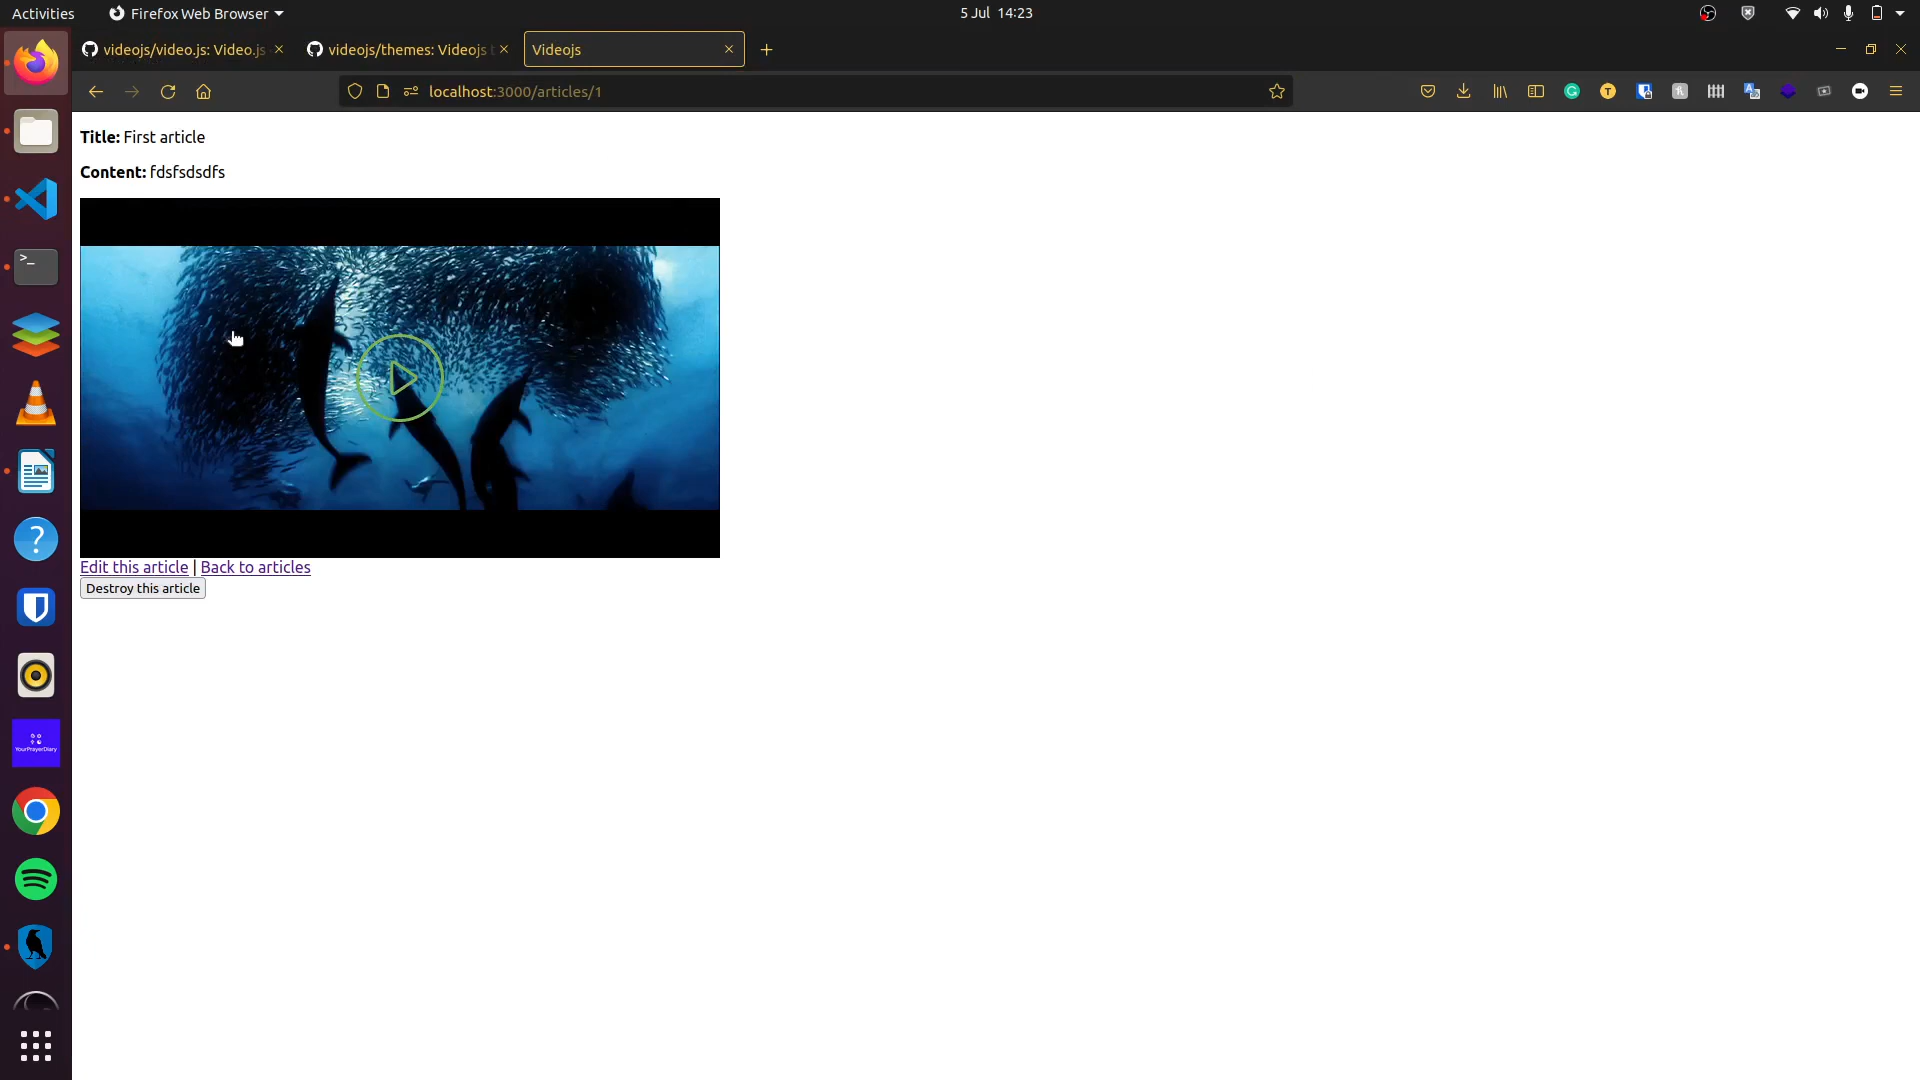 Activities
Firefox Web Browser
5 Jul 14:23
videojs/video.js: Video.js
videojs/themes: Videojs
Videojs
localhost:3000/articles/1
Title: First article
Content: fdsfsdsdfs
Edit this article | Back to articles
Destroy this article
YourPrayerDiary